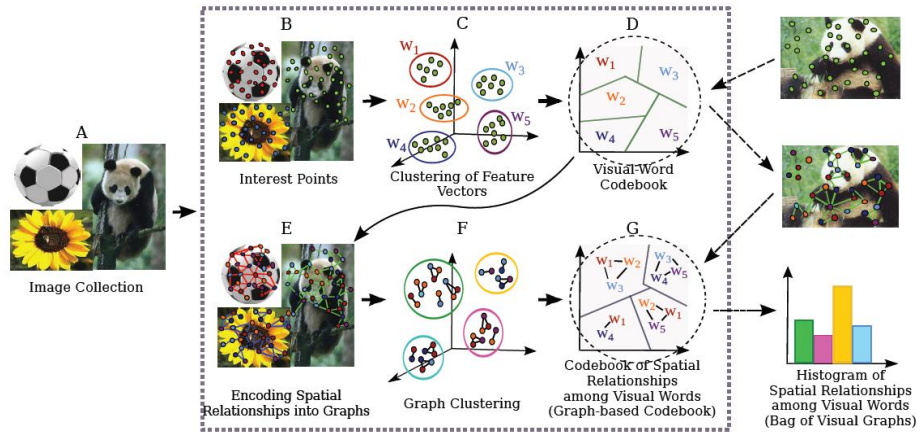 A
Image Collection
B
Interest Points
C
W1
W2
W3
W4
W5
Clustering of Feature
Vectors
D
W1
W2
W3
W4
W5
Visual-Word
Codebook
E
Encoding Spatial
Relationships into Graphs
F
Graph Clustering
G
W1 W2
W3
W3
W4 W5
W1
W4
W2
W1
W5
Codebook of Spatial
Relationships
among Visual Words
(Graph-based Codebook)
Histogram of
Spatial Relationships
among Visual Words
(Bag of Visual Graphs)